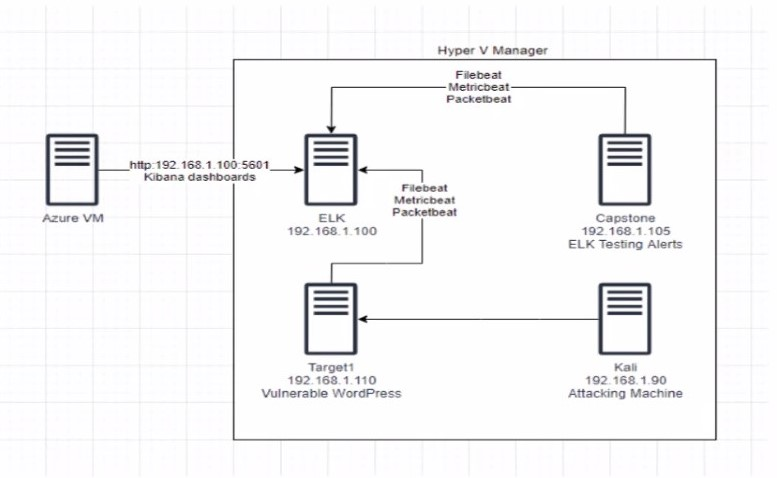 Hyper V Manager
Filebeat
Metricbeat
Packetbeat
http:192.168.1.100:5601
Kibana dashboards
Azure VM
ELK
192.168.1.100
Filebeat
Metricbeat
Packetbeat
Capstone
192.168.1.105
ELK Testing Alerts
Target1
192.168.1.110
Vulnerable WordPress
Kali
192.168.1.90
Attacking Machine